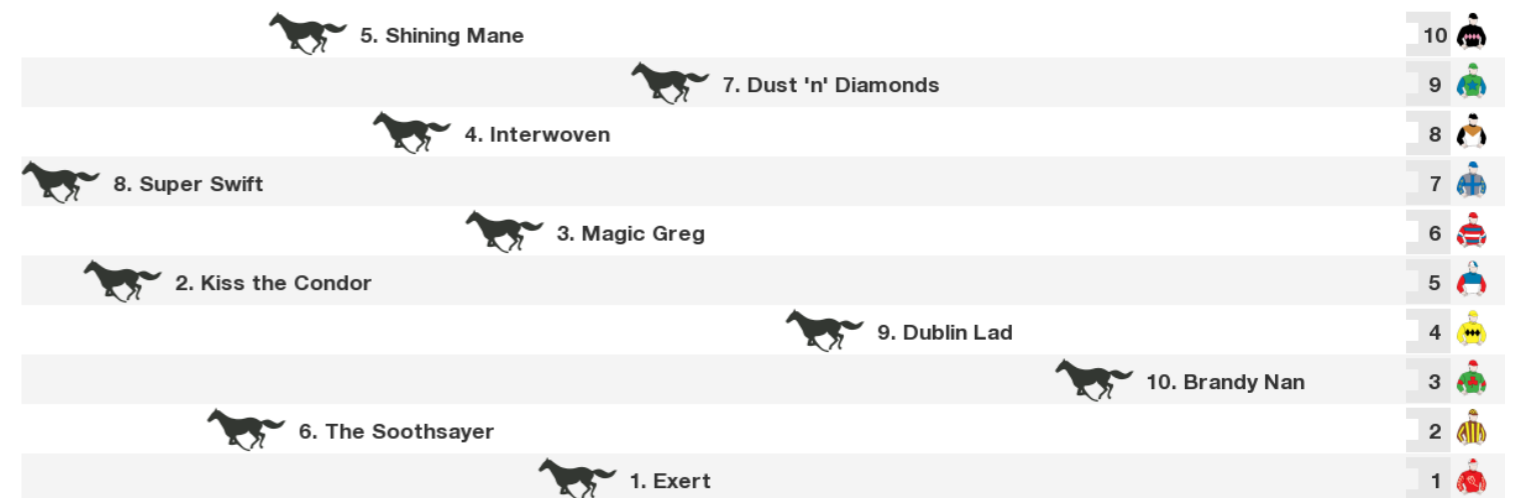 5. Shining Mane 10
7. Dust 'n' Diamonds 9
4. Interwoven 8
8. Super Swift 7
3. Magic Greg 6
2. Kiss the Condor 5
9. Dublin Lad 4
10. Brandy Nan 3
6. The Soothsayer 2
1. Exert 1